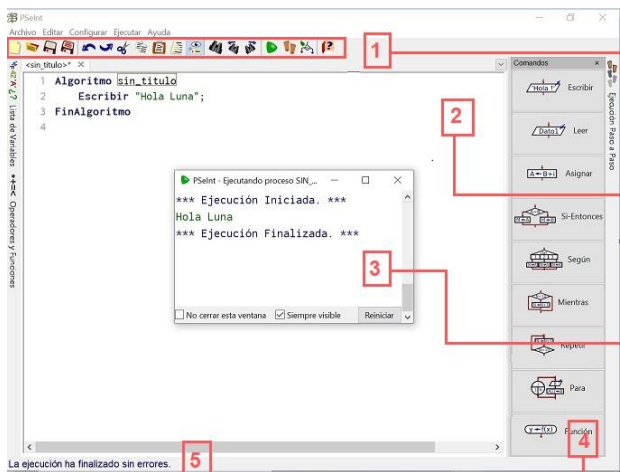 PSeInt
Archivo Editar Configurar Ejecutar Ayuda
1
<sin_titulo>*
1 Algoritmo sin_titulo
2 Escribir "Hola Luna";
3 FinAlgoritmo
4
Lista de Variables
Operadores y Funciones
2
PSeInt - Ejecutando proceso SIN_...
*** Ejecución Iniciada. ***
Hola Luna
*** Ejecución Finalizada. ***
3
No cerrar esta ventana Siempre visible Reiniciar
Comandos
Escribir
Leer
Asignar
Si-Entonces
Según
Mientras
Repetir
Para
Función
Ejecución Paso a Paso
4
La ejecución ha finalizado sin errores.
5